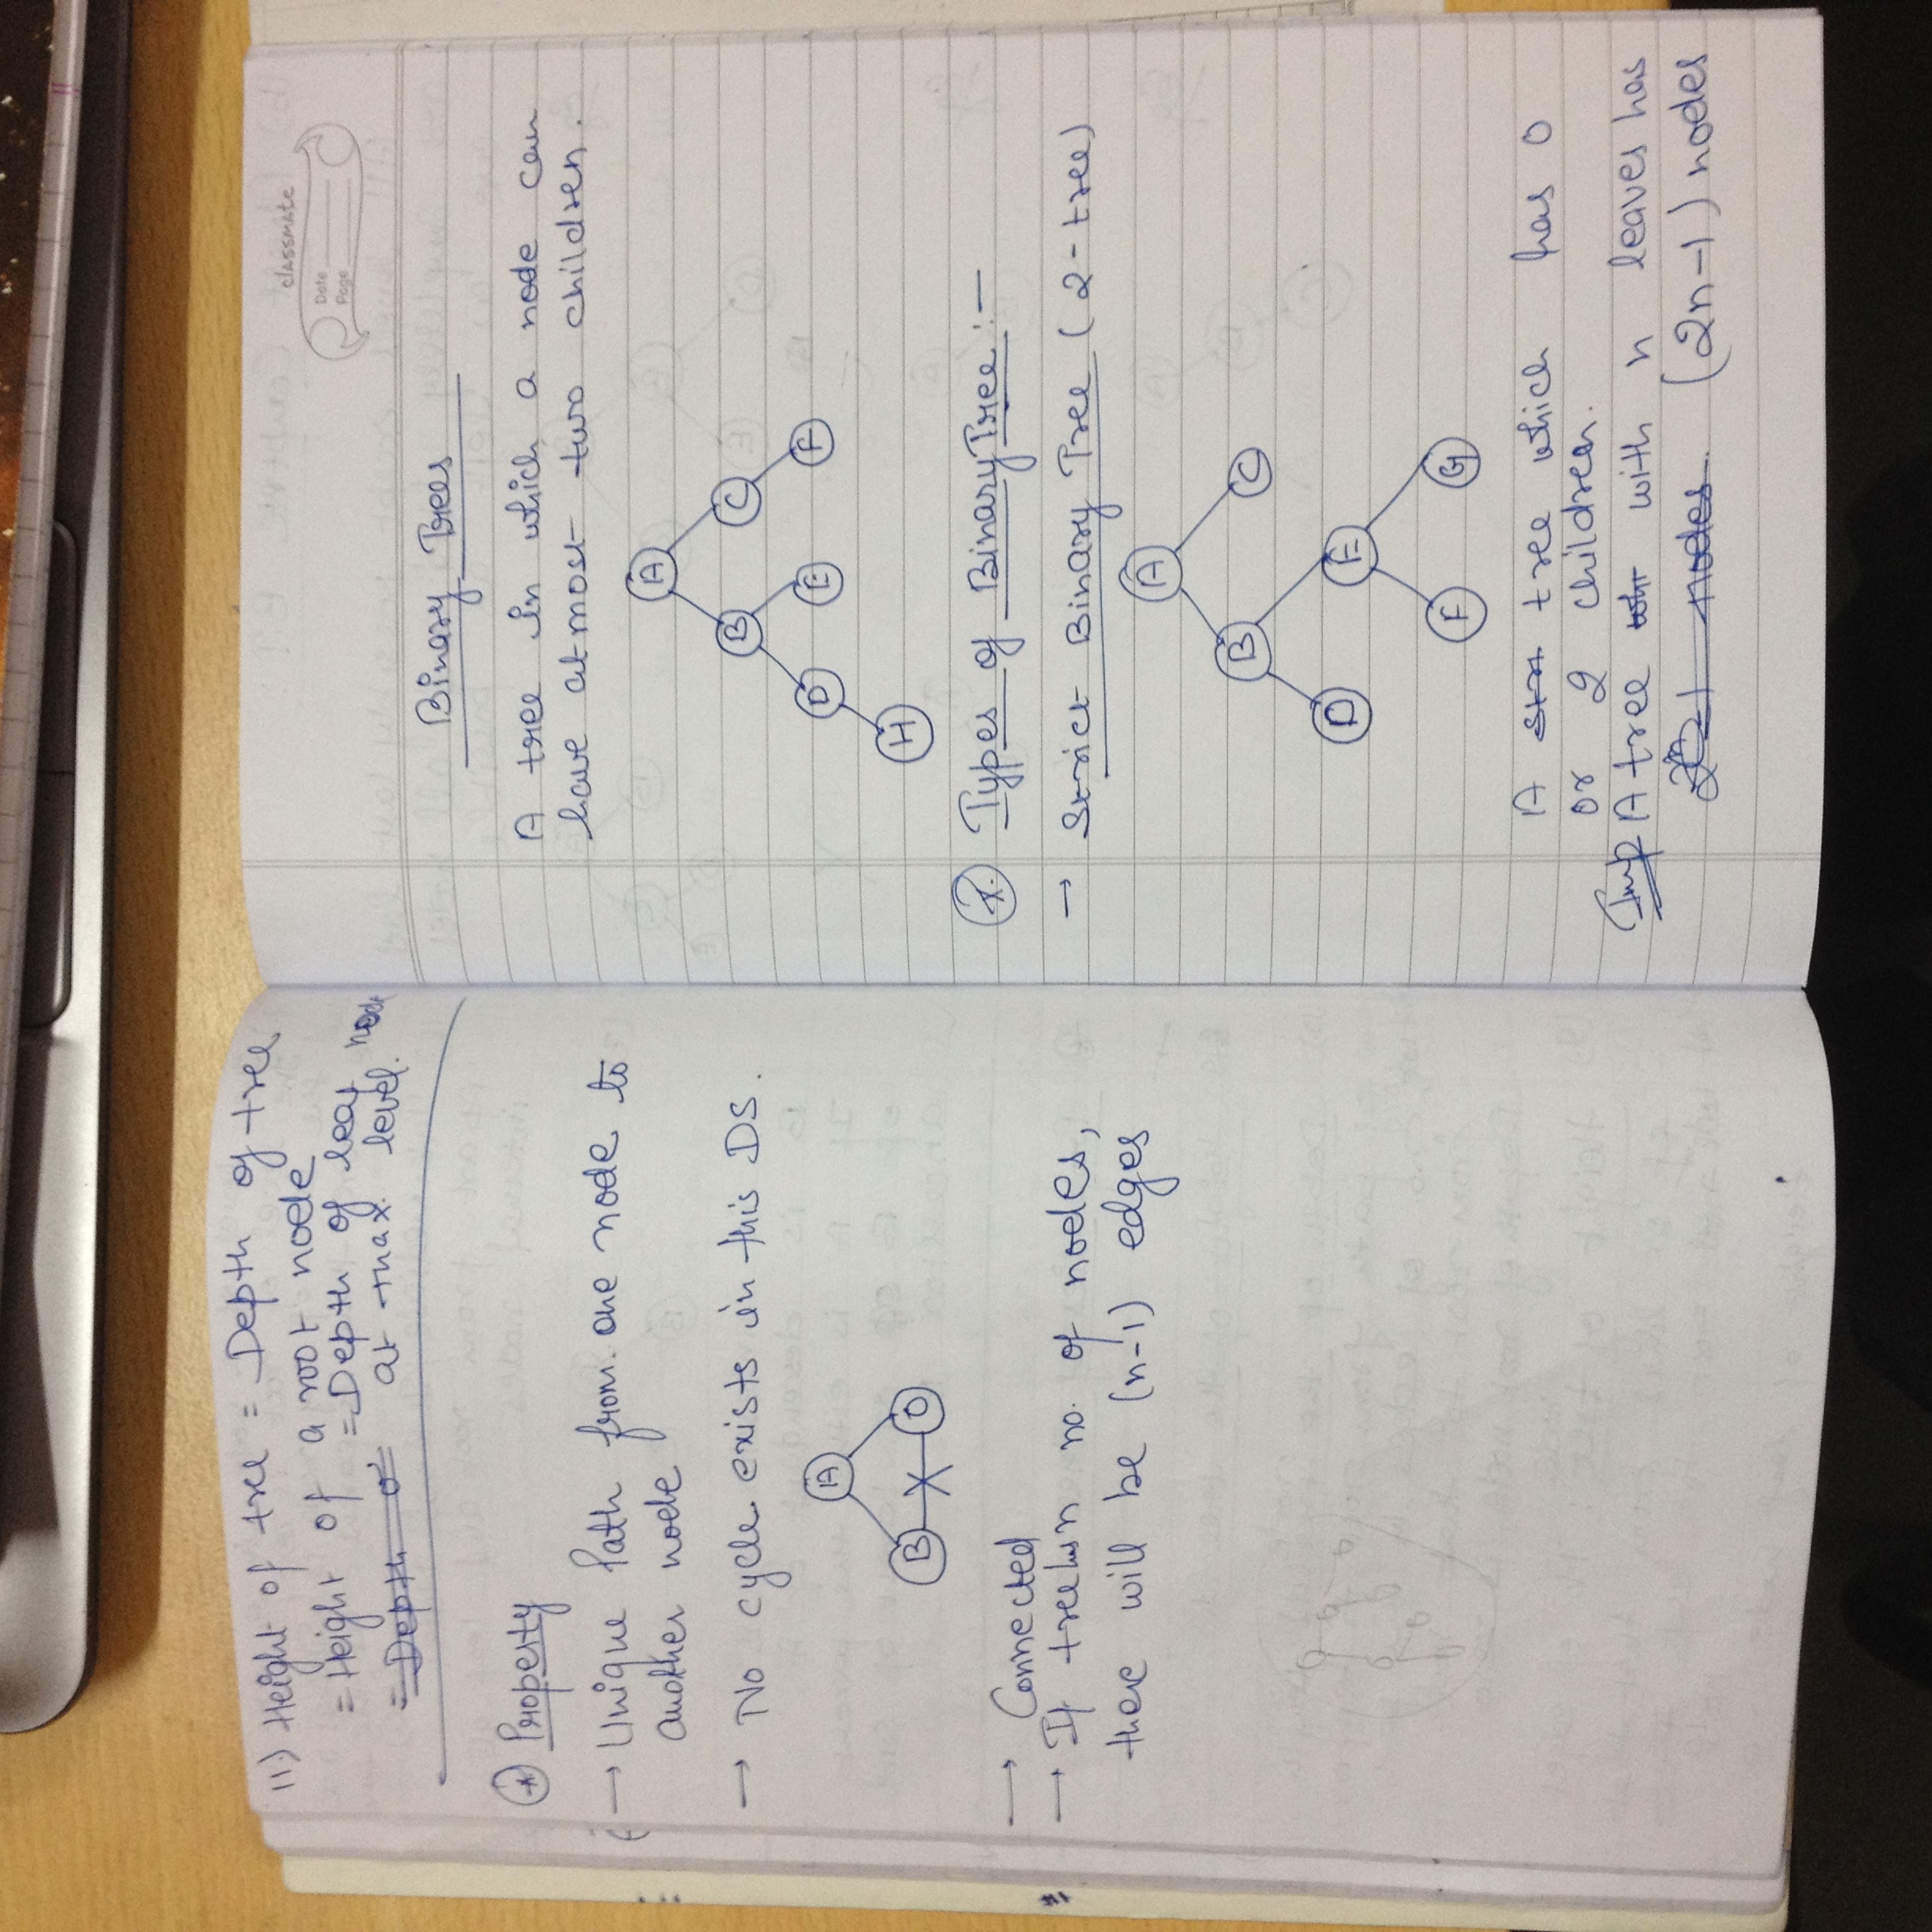 11.) Height of tree = Depth of tree
= Height of a root node
= Depth of leaf node
= Depth of at max level.
(*) Property
→ Unique Path from one node to
another node
→ No cycle exists in this DS.
A
B
→ Connected
→ If tree has n no. of nodes,
there will be (n-1) edges
classmate
Date
Page
Binary Trees
A tree in which a node can
have atmost two children.
A
B C
D E F
H
(*) Types of Binary Tree :—
→ Strict Binary Tree (2-tree)
A
B C
D E
F G
A tree which has 0
or 2 children.
Imp A tree with n leaves has
nodes. (2n-1) nodes